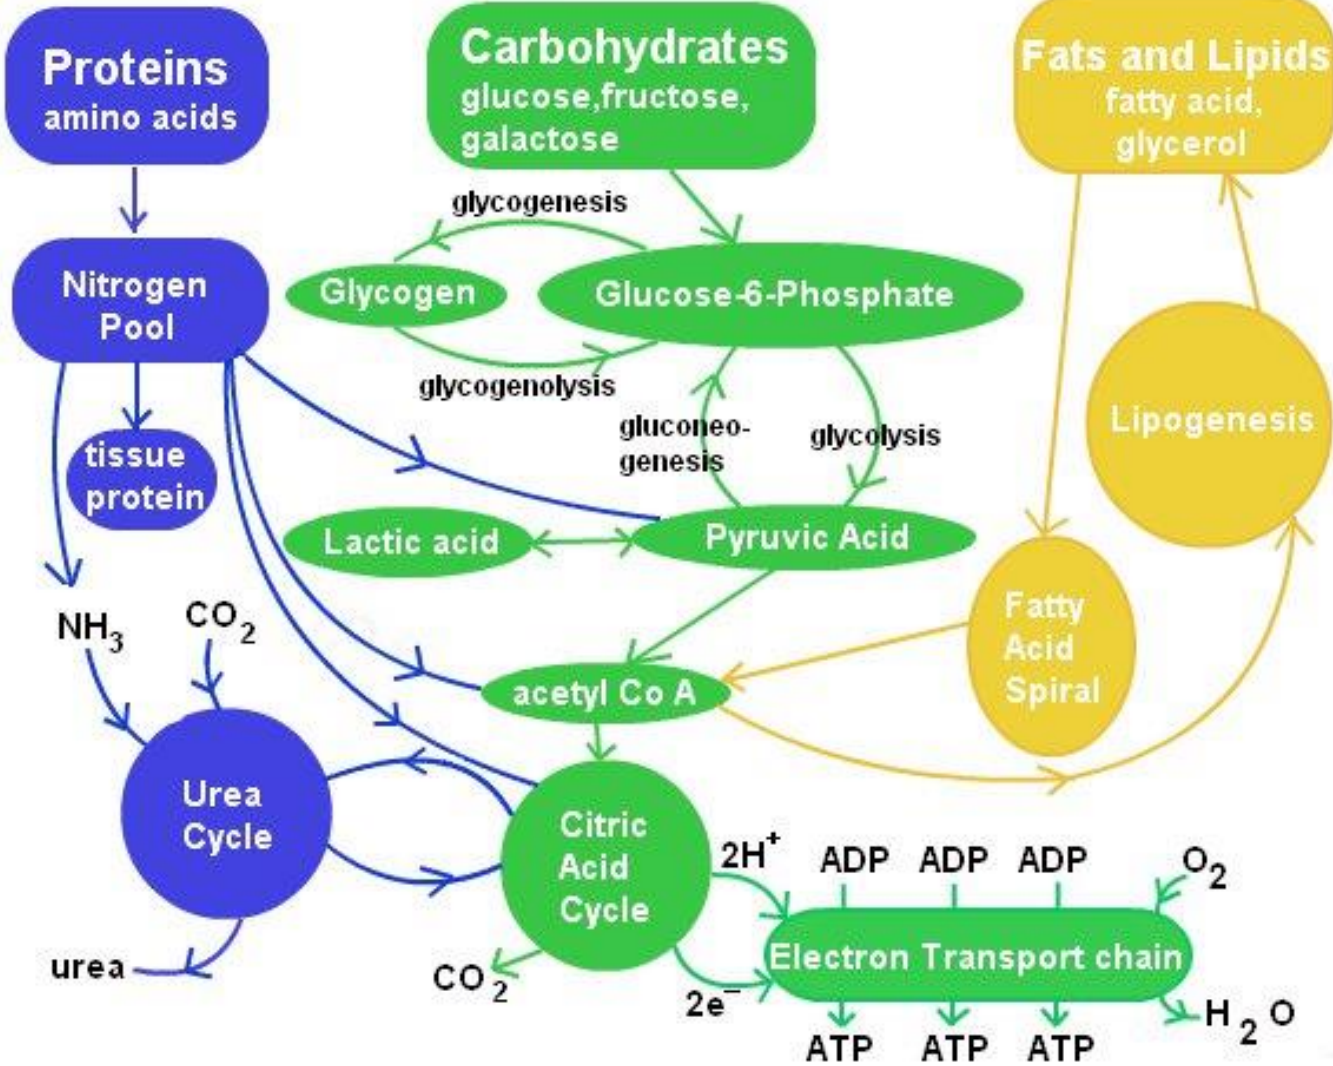 Proteins
amino acids
Carbohydrates
glucose,fructose,
galactose
Fats and Lipids
fatty acid,
glycerol
glycogenesis
Nitrogen
Pool
Glycogen
Glucose-6-Phosphate
glycogenolysis
gluconeo-
genesis
glycolysis
Lipogenesis
tissue
protein
Lactic acid
Pyruvic Acid
Fatty
Acid
Spiral
NH3
CO2
acetyl Co A
Urea
Cycle
Citric
Acid
Cycle
2H+
ADP ADP ADP
O2
Electron Transport chain
urea
CO2
2e–
H2O
ATP ATP ATP